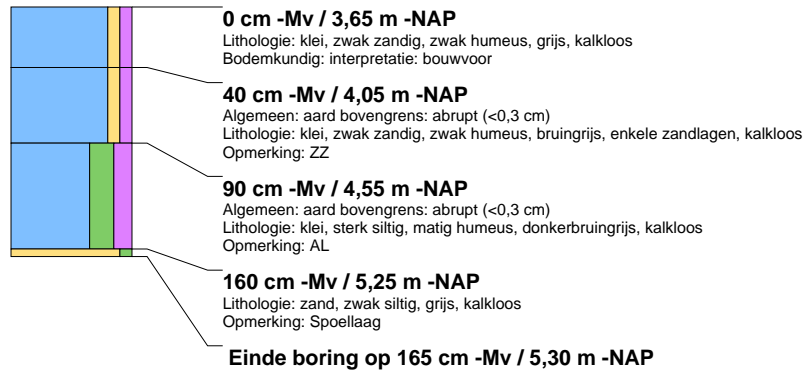 0 cm -Mv / 3,65 m -NAP
Lithologie: klei, zwak zandig, zwak humeus, grijs, kalkloos
Bodemkundig: interpretatie: bouwvoor
40 cm -Mv / 4,05 m -NAP
Algemeen: aard bovengrens: abrupt (<0,3 cm)
Lithologie: klei, zwak zandig, zwak humeus, bruingrijs, enkele zandlagen, kalkloos
Opmerking: ZZ
90 cm -Mv / 4,55 m -NAP
Algemeen: aard bovengrens: abrupt (<0,3 cm)
Lithologie: klei, sterk siltig, matig humeus, donkerbruingrijs, kalkloos
Opmerking: AL
160 cm -Mv / 5,25 m -NAP
Lithologie: zand, zwak siltig, grijs, kalkloos
Opmerking: Spoellaag
Einde boring op 165 cm -Mv / 5,30 m -NAP